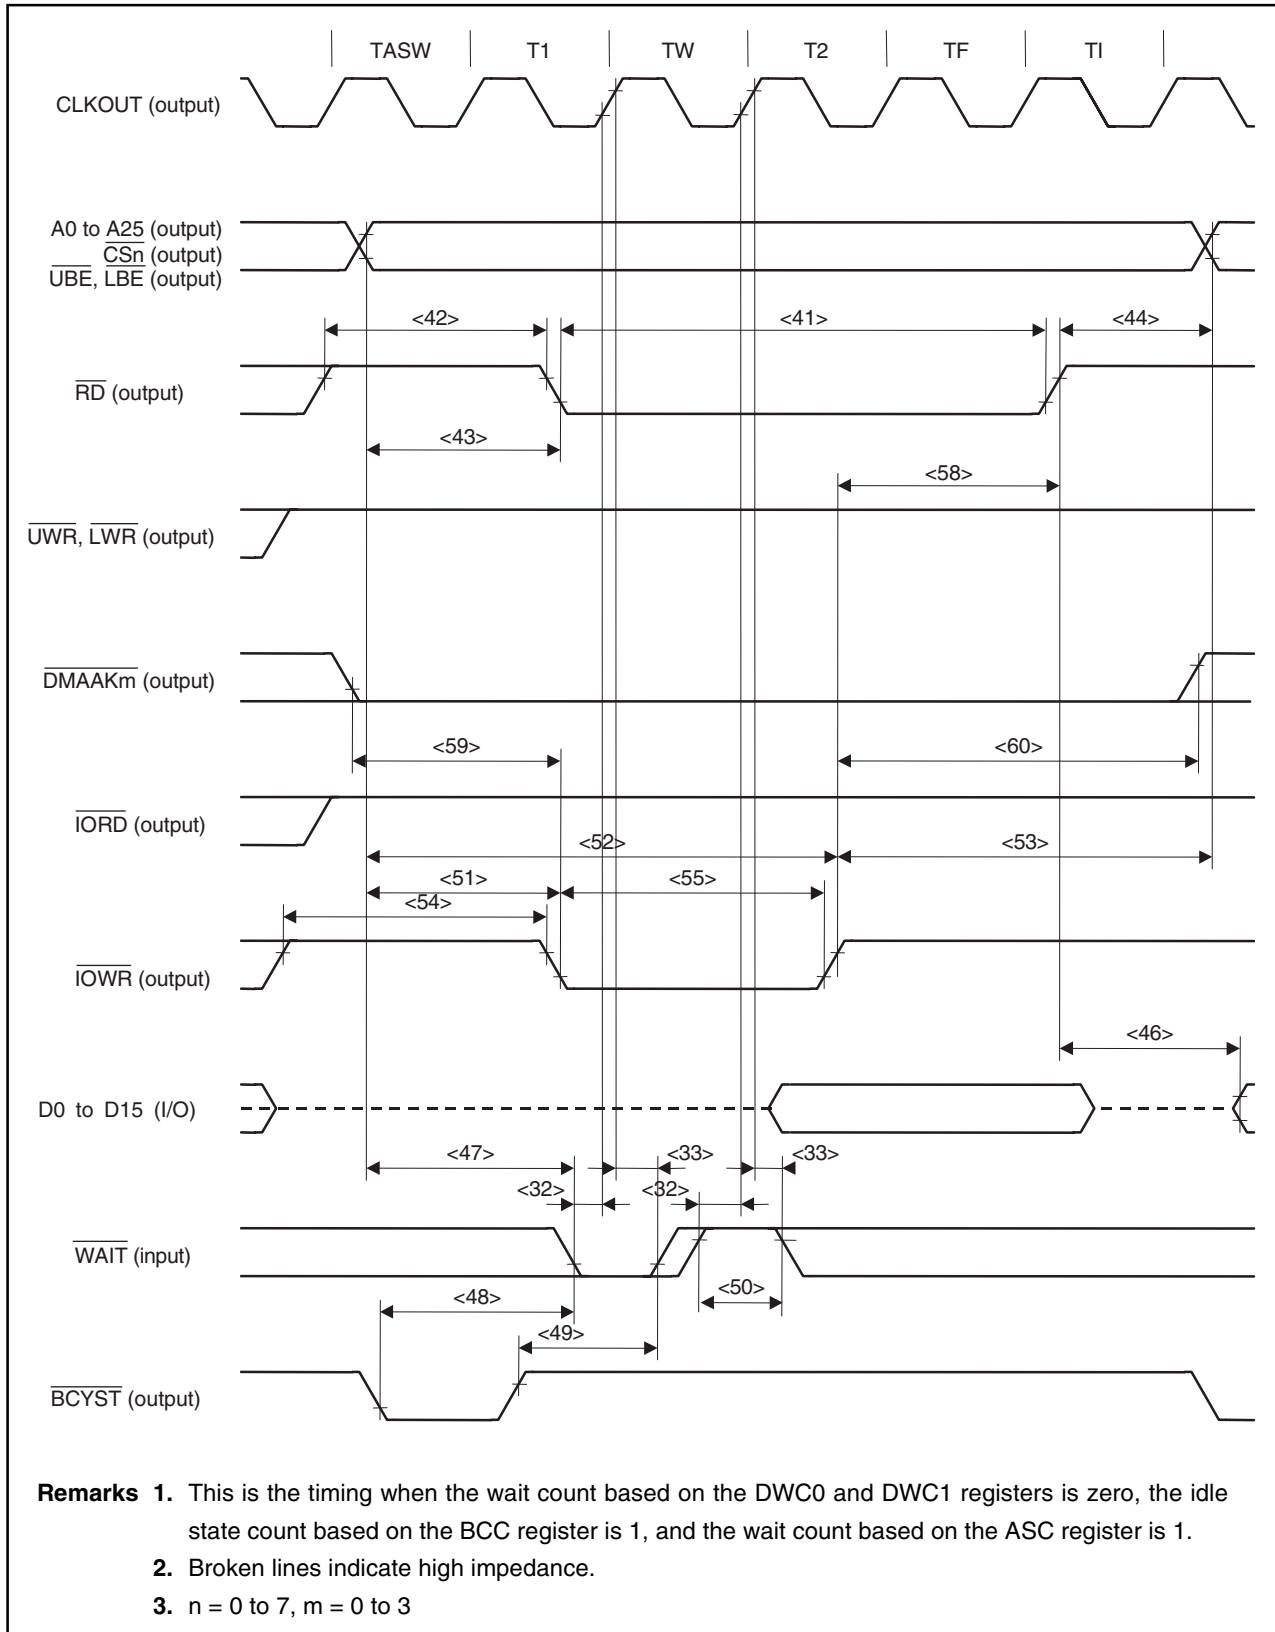 TASW T1 TW T2 TF TI
CLKOUT (output)
A0 to A25 (output)
CSn (output)
UBE, LBE (output)
<42> <41> <44>
RD (output)
<43>
<58>
UWR, LWR (output)
DMAAKm (output)
<59> <60>
IORD (output)
<52> <53>
<51> <55>
<54>
IOWR (output)
<46>
D0 to D15 (I/O)
<47> <33> <33>
<32> <32>
WAIT (input)
<48> <50>
<49>
BCYST (output)
Remarks 1. This is the timing when the wait count based on the DWC0 and DWC1 registers is zero, the idle
state count based on the BCC register is 1, and the wait count based on the ASC register is 1.
2. Broken lines indicate high impedance.
3. n = 0 to 7, m = 0 to 3